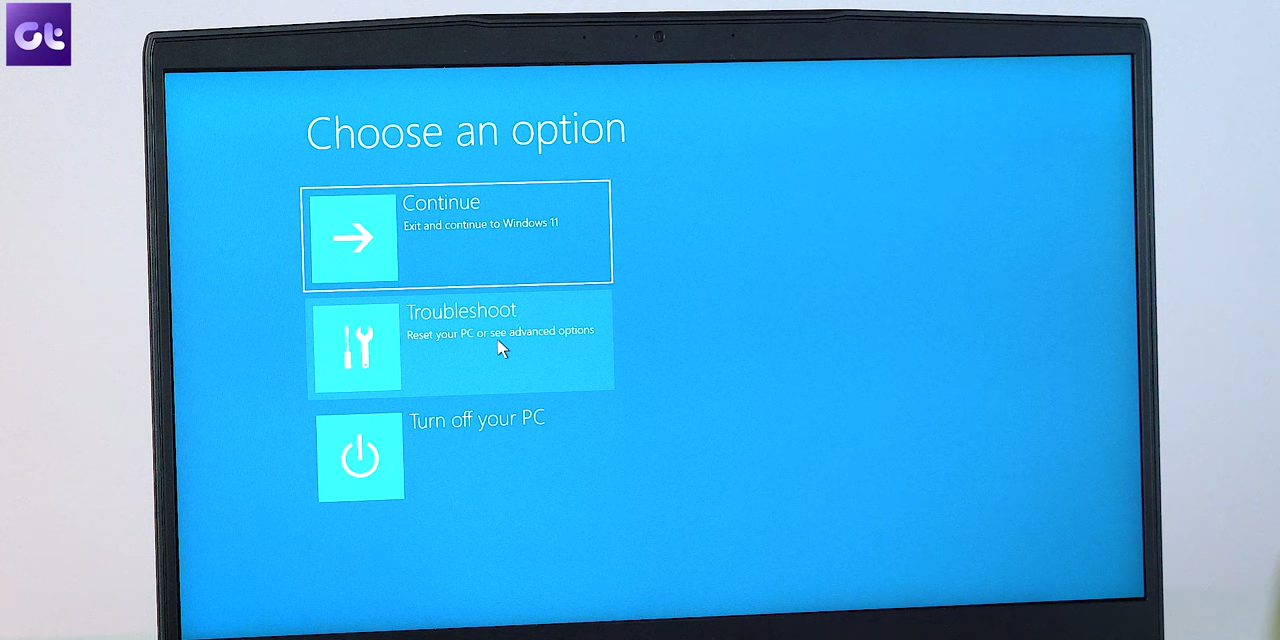 Gt
Choose an option
Continue
Exit and continue to Windows 11
Troubleshoot
Reset your PC or see advanced options
Turn off your PC